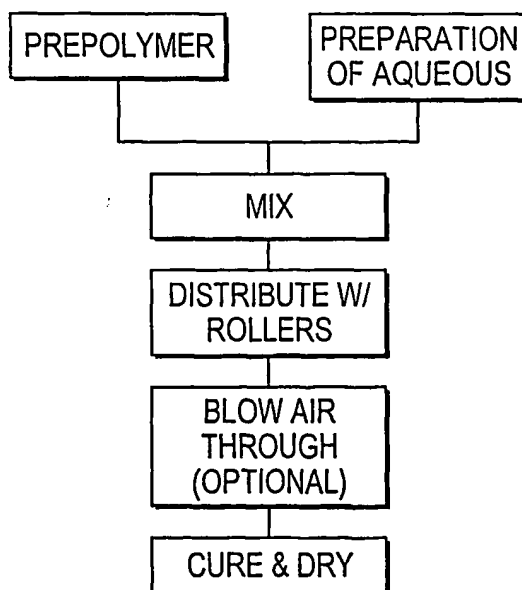 PREPOLYMER
PREPARATION
OF AQUEOUS
MIX
DISTRIBUTE W/
ROLLERS
BLOW AIR
THROUGH
(OPTIONAL)
CURE & DRY